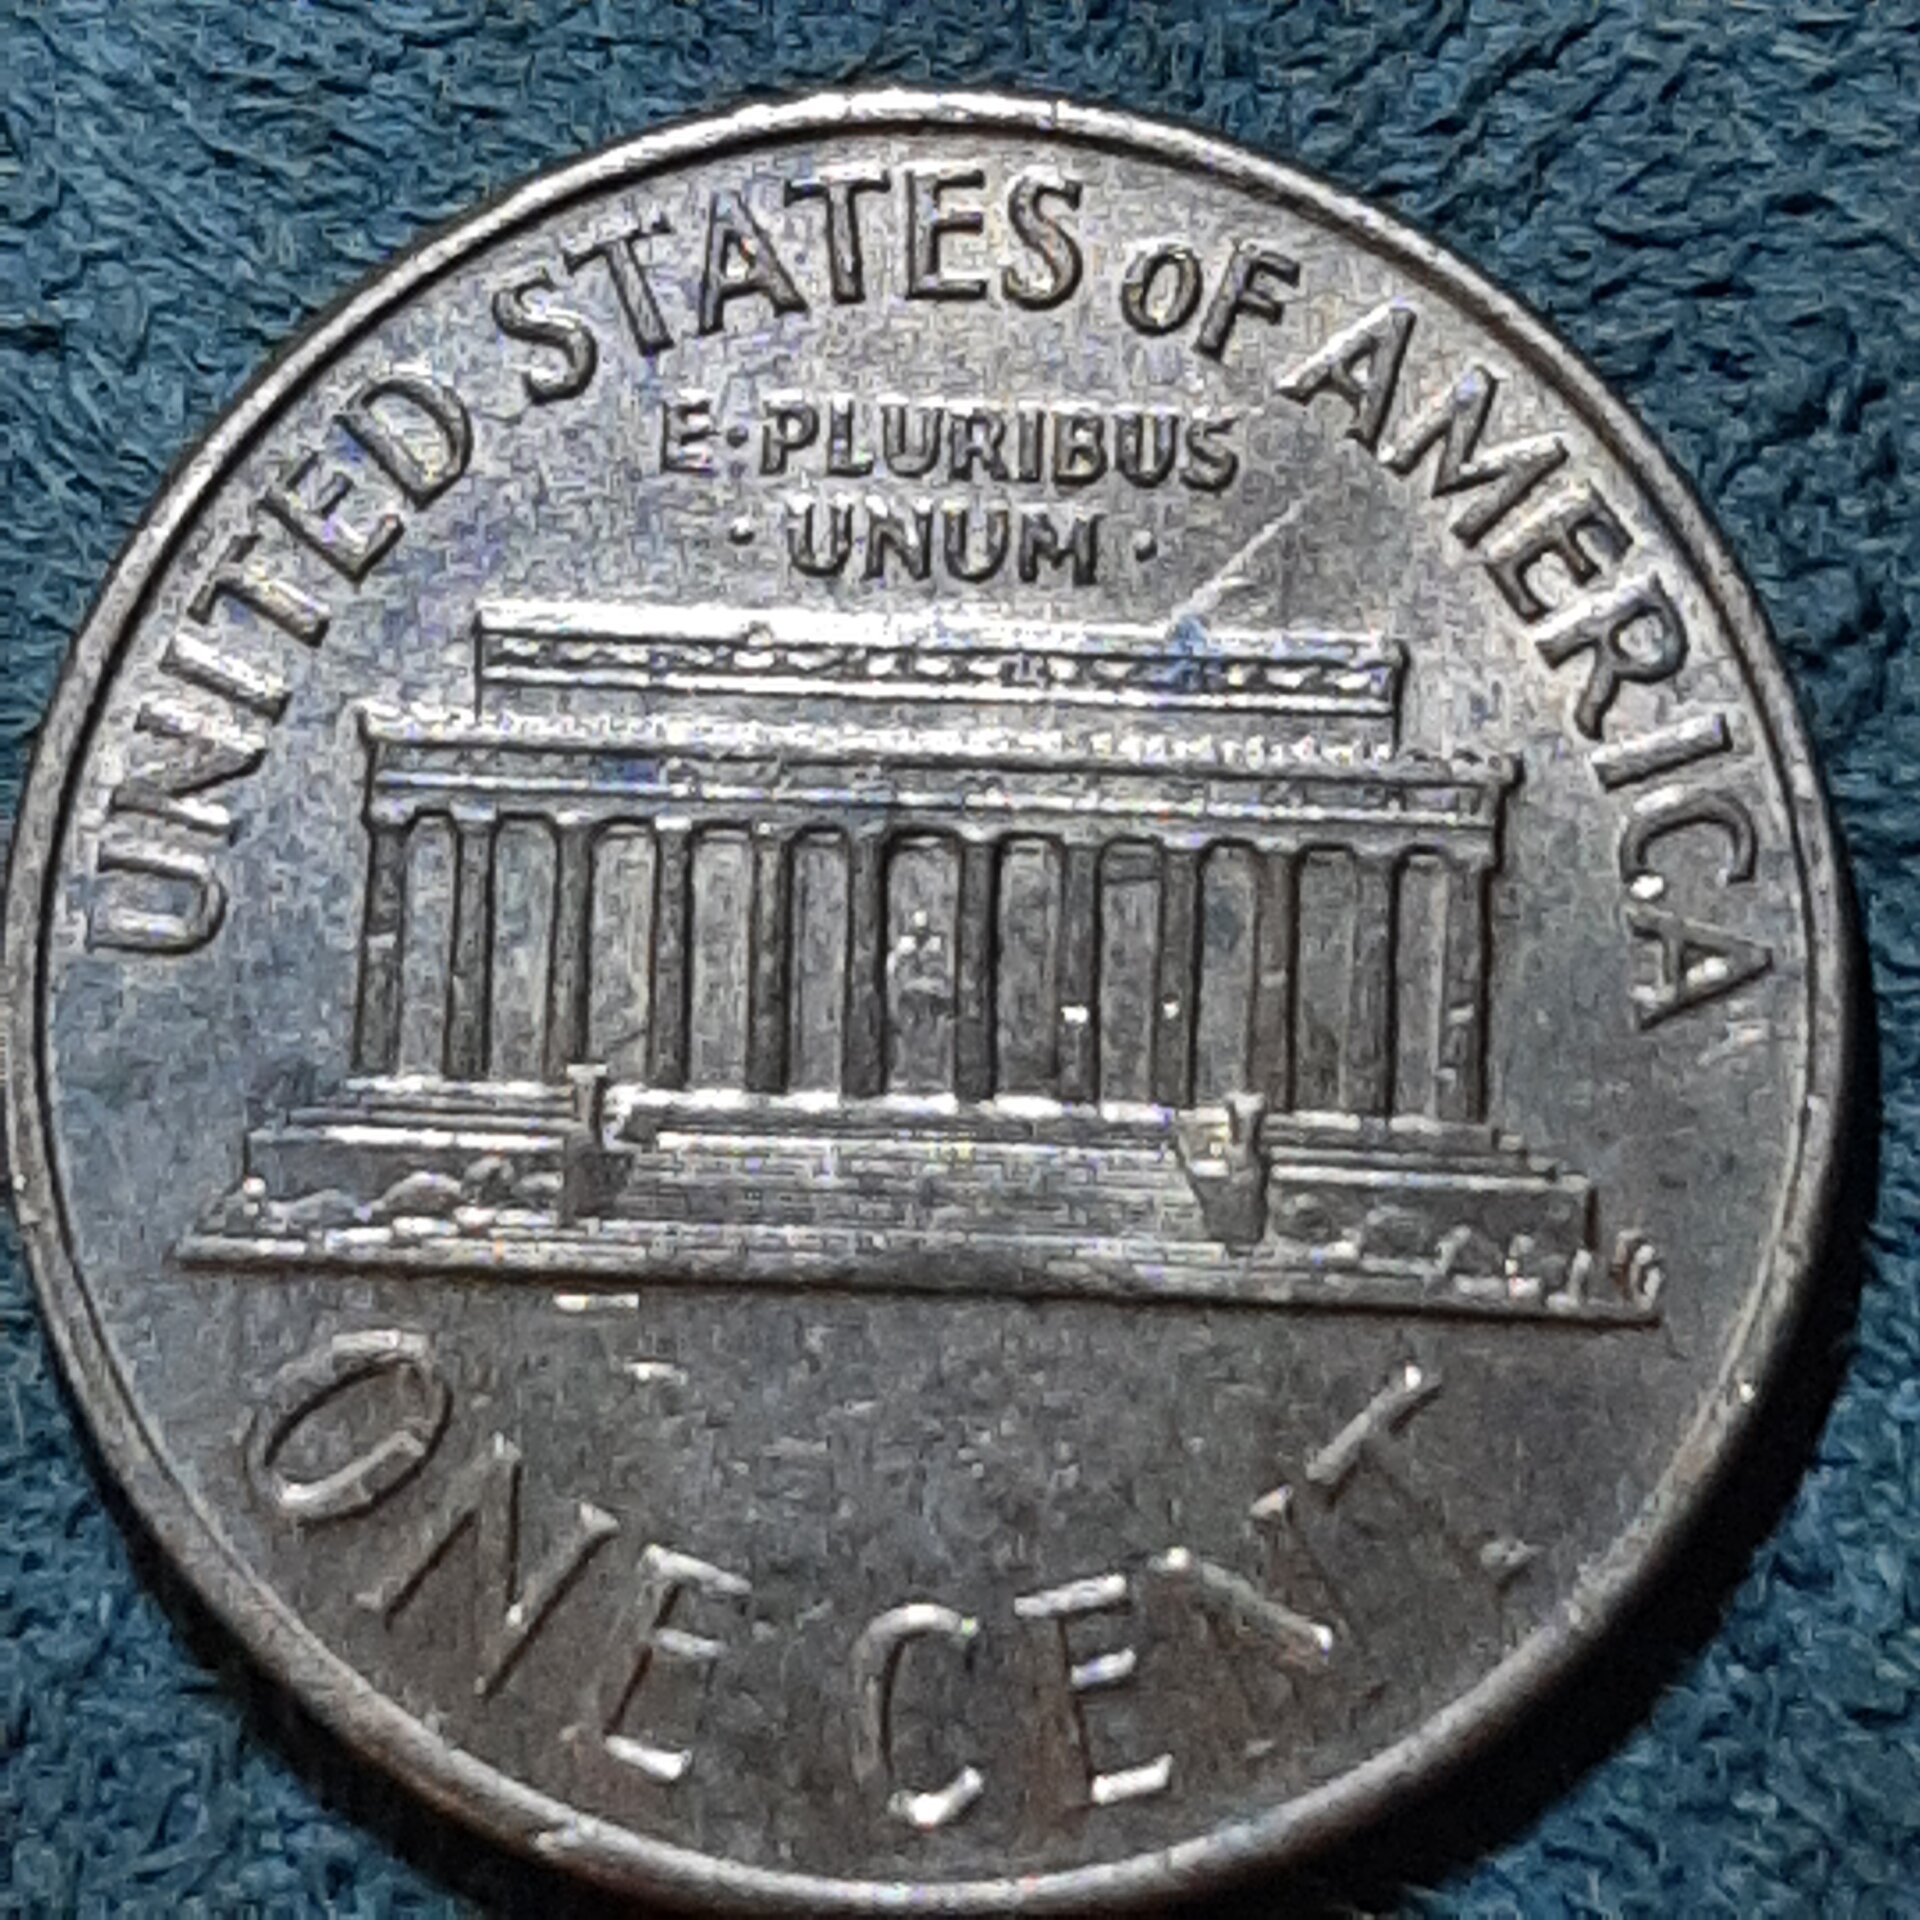 UNITED STATES OF AMERICA
E·PLURIBUS
· UNUM ·
ONE CENT